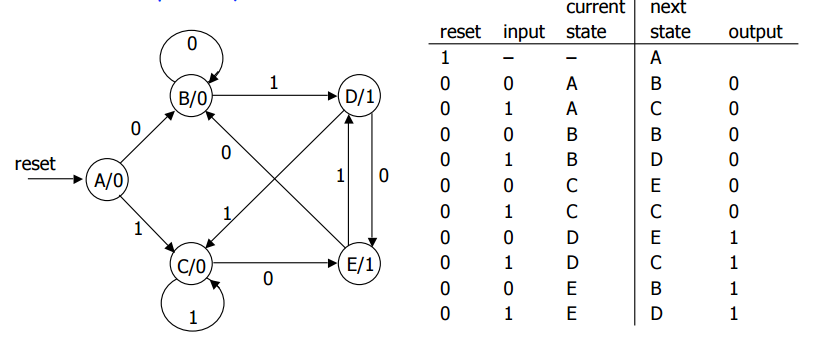 0
1
B/0
D/1
0
0
reset
1
0
A/0
1
1
C/0
E/1
0
1
current next
reset input state state output
1 – – A
0 0 A B 0
0 1 A C 0
0 0 B B 0
0 1 B D 0
0 0 C E 0
0 1 C C 0
0 0 D E 1
0 1 D C 1
0 0 E B 1
0 1 E D 1